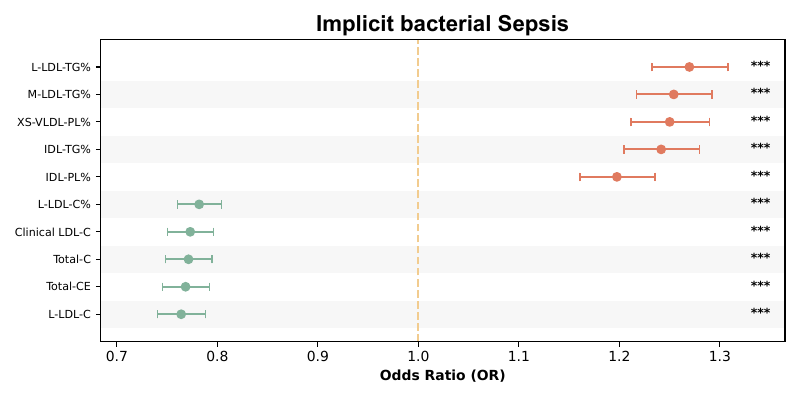 Implicit bacterial Sepsis
L-LDL-TG% ***
M-LDL-TG% ***
XS-VLDL-PL% ***
IDL-TG% ***
IDL-PL% ***
L-LDL-C% ***
Clinical LDL-C ***
Total-C ***
Total-CE ***
L-LDL-C ***
0.7 0.8 0.9 1.0 1.1 1.2 1.3
Odds Ratio (OR)